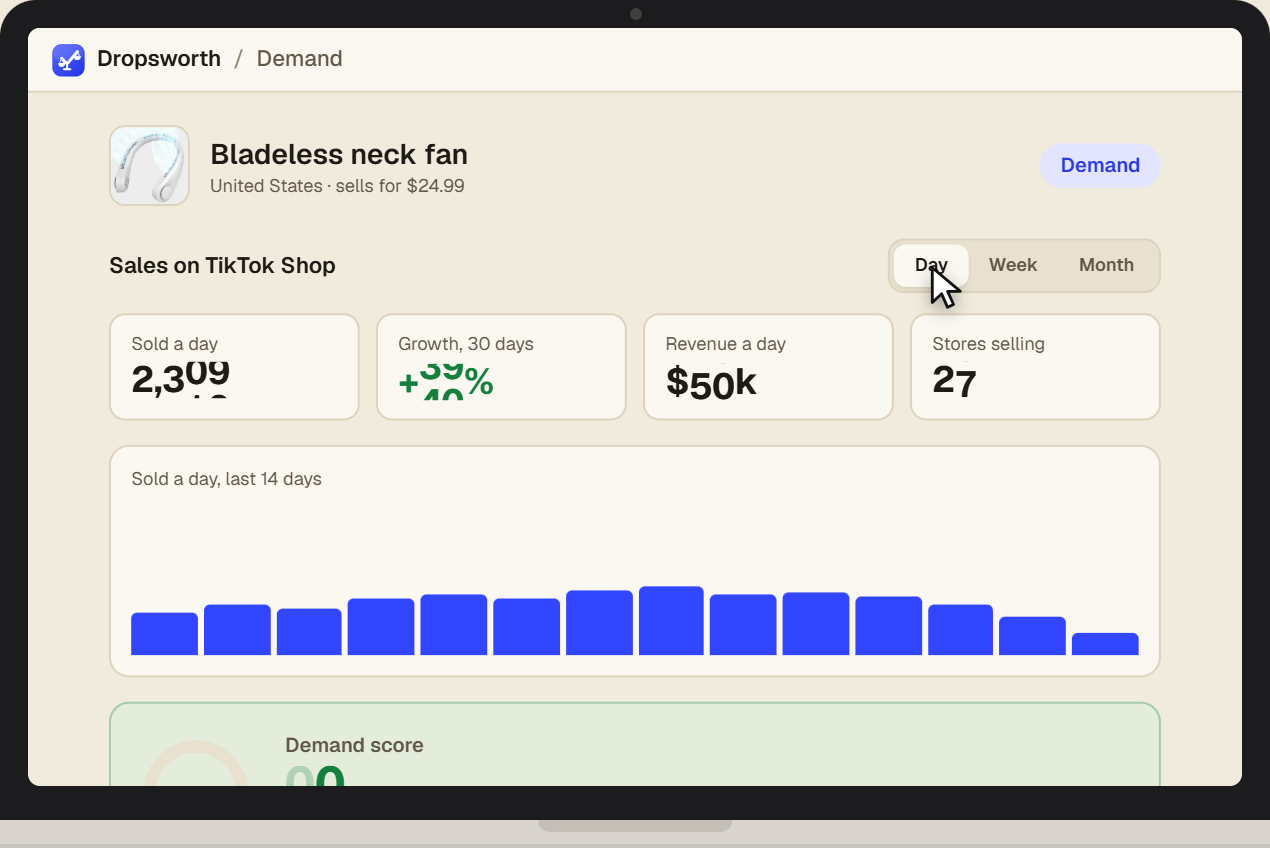 Dropsworth / Demand
Bladeless neck fan
United States · sells for $24.99
Demand
Sales on TikTok Shop
Day Week Month
Sold a day
Growth, 30 days
Revenue a day
$50k
Stores selling
27
Sold a day, last 14 days
Demand score